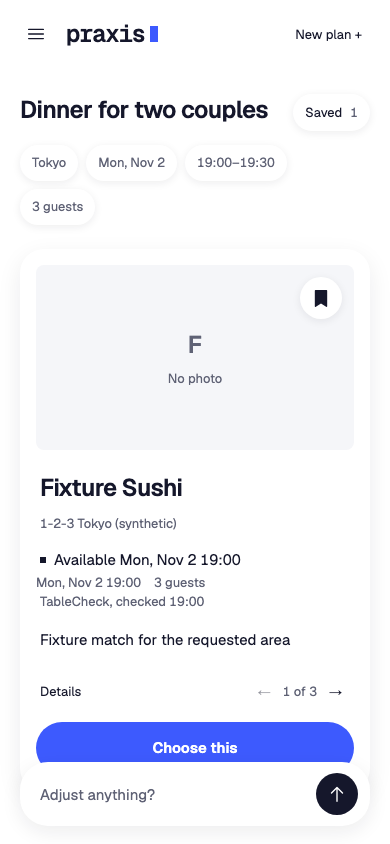 praxis
New plan +
Dinner for two couples
Saved 1
Tokyo
Mon, Nov 2
19:00–19:30
3 guests
F
No photo
Fixture Sushi
1-2-3 Tokyo (synthetic)
Available Mon, Nov 2 19:00
Mon, Nov 2 19:00 3 guests
TableCheck, checked 19:00
Fixture match for the requested area
Details
← 1 of 3 →
Choose this
Adjust anything?